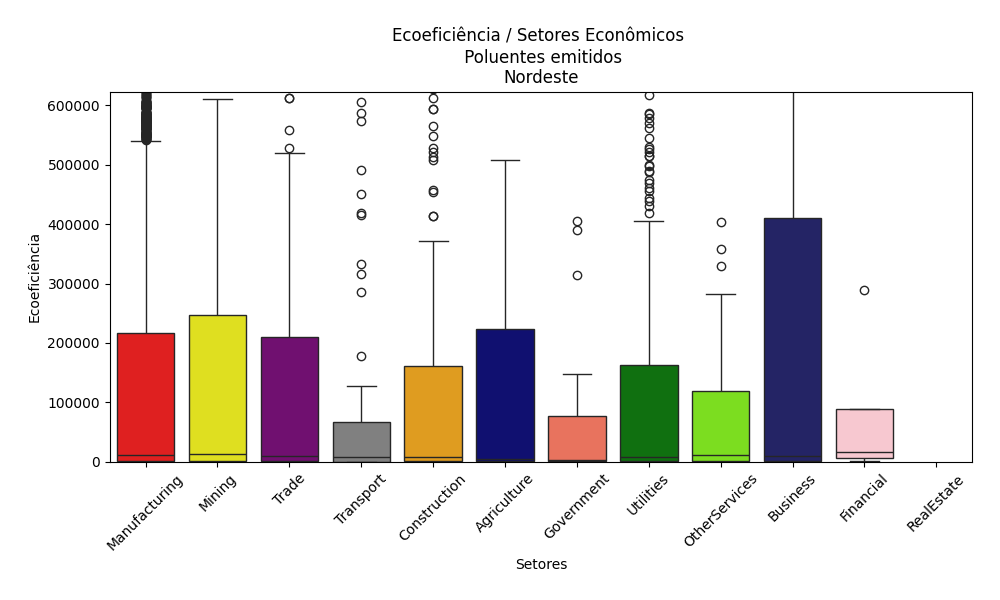 Ecoeficiência / Setores Econômicos
Poluentes emitidos
Nordeste
600000
500000
400000
300000
200000
100000
0
Ecoeficiência
Manufacturing
Mining
Trade
Transport
Construction
Agriculture
Government
Utilities
OtherServices
Business
Financial
RealEstate
Setores